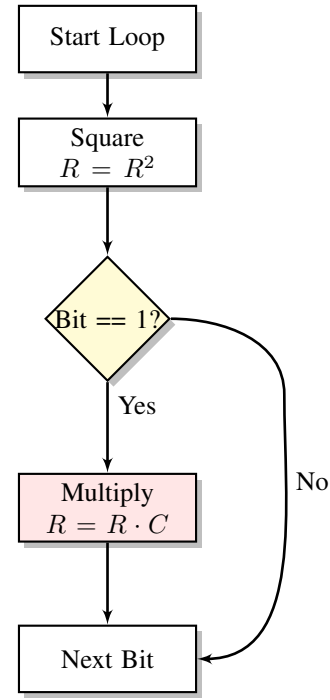 Start Loop
Square
R = R²
Bit == 1?
Yes
Multiply
R = R · C
No
Next Bit